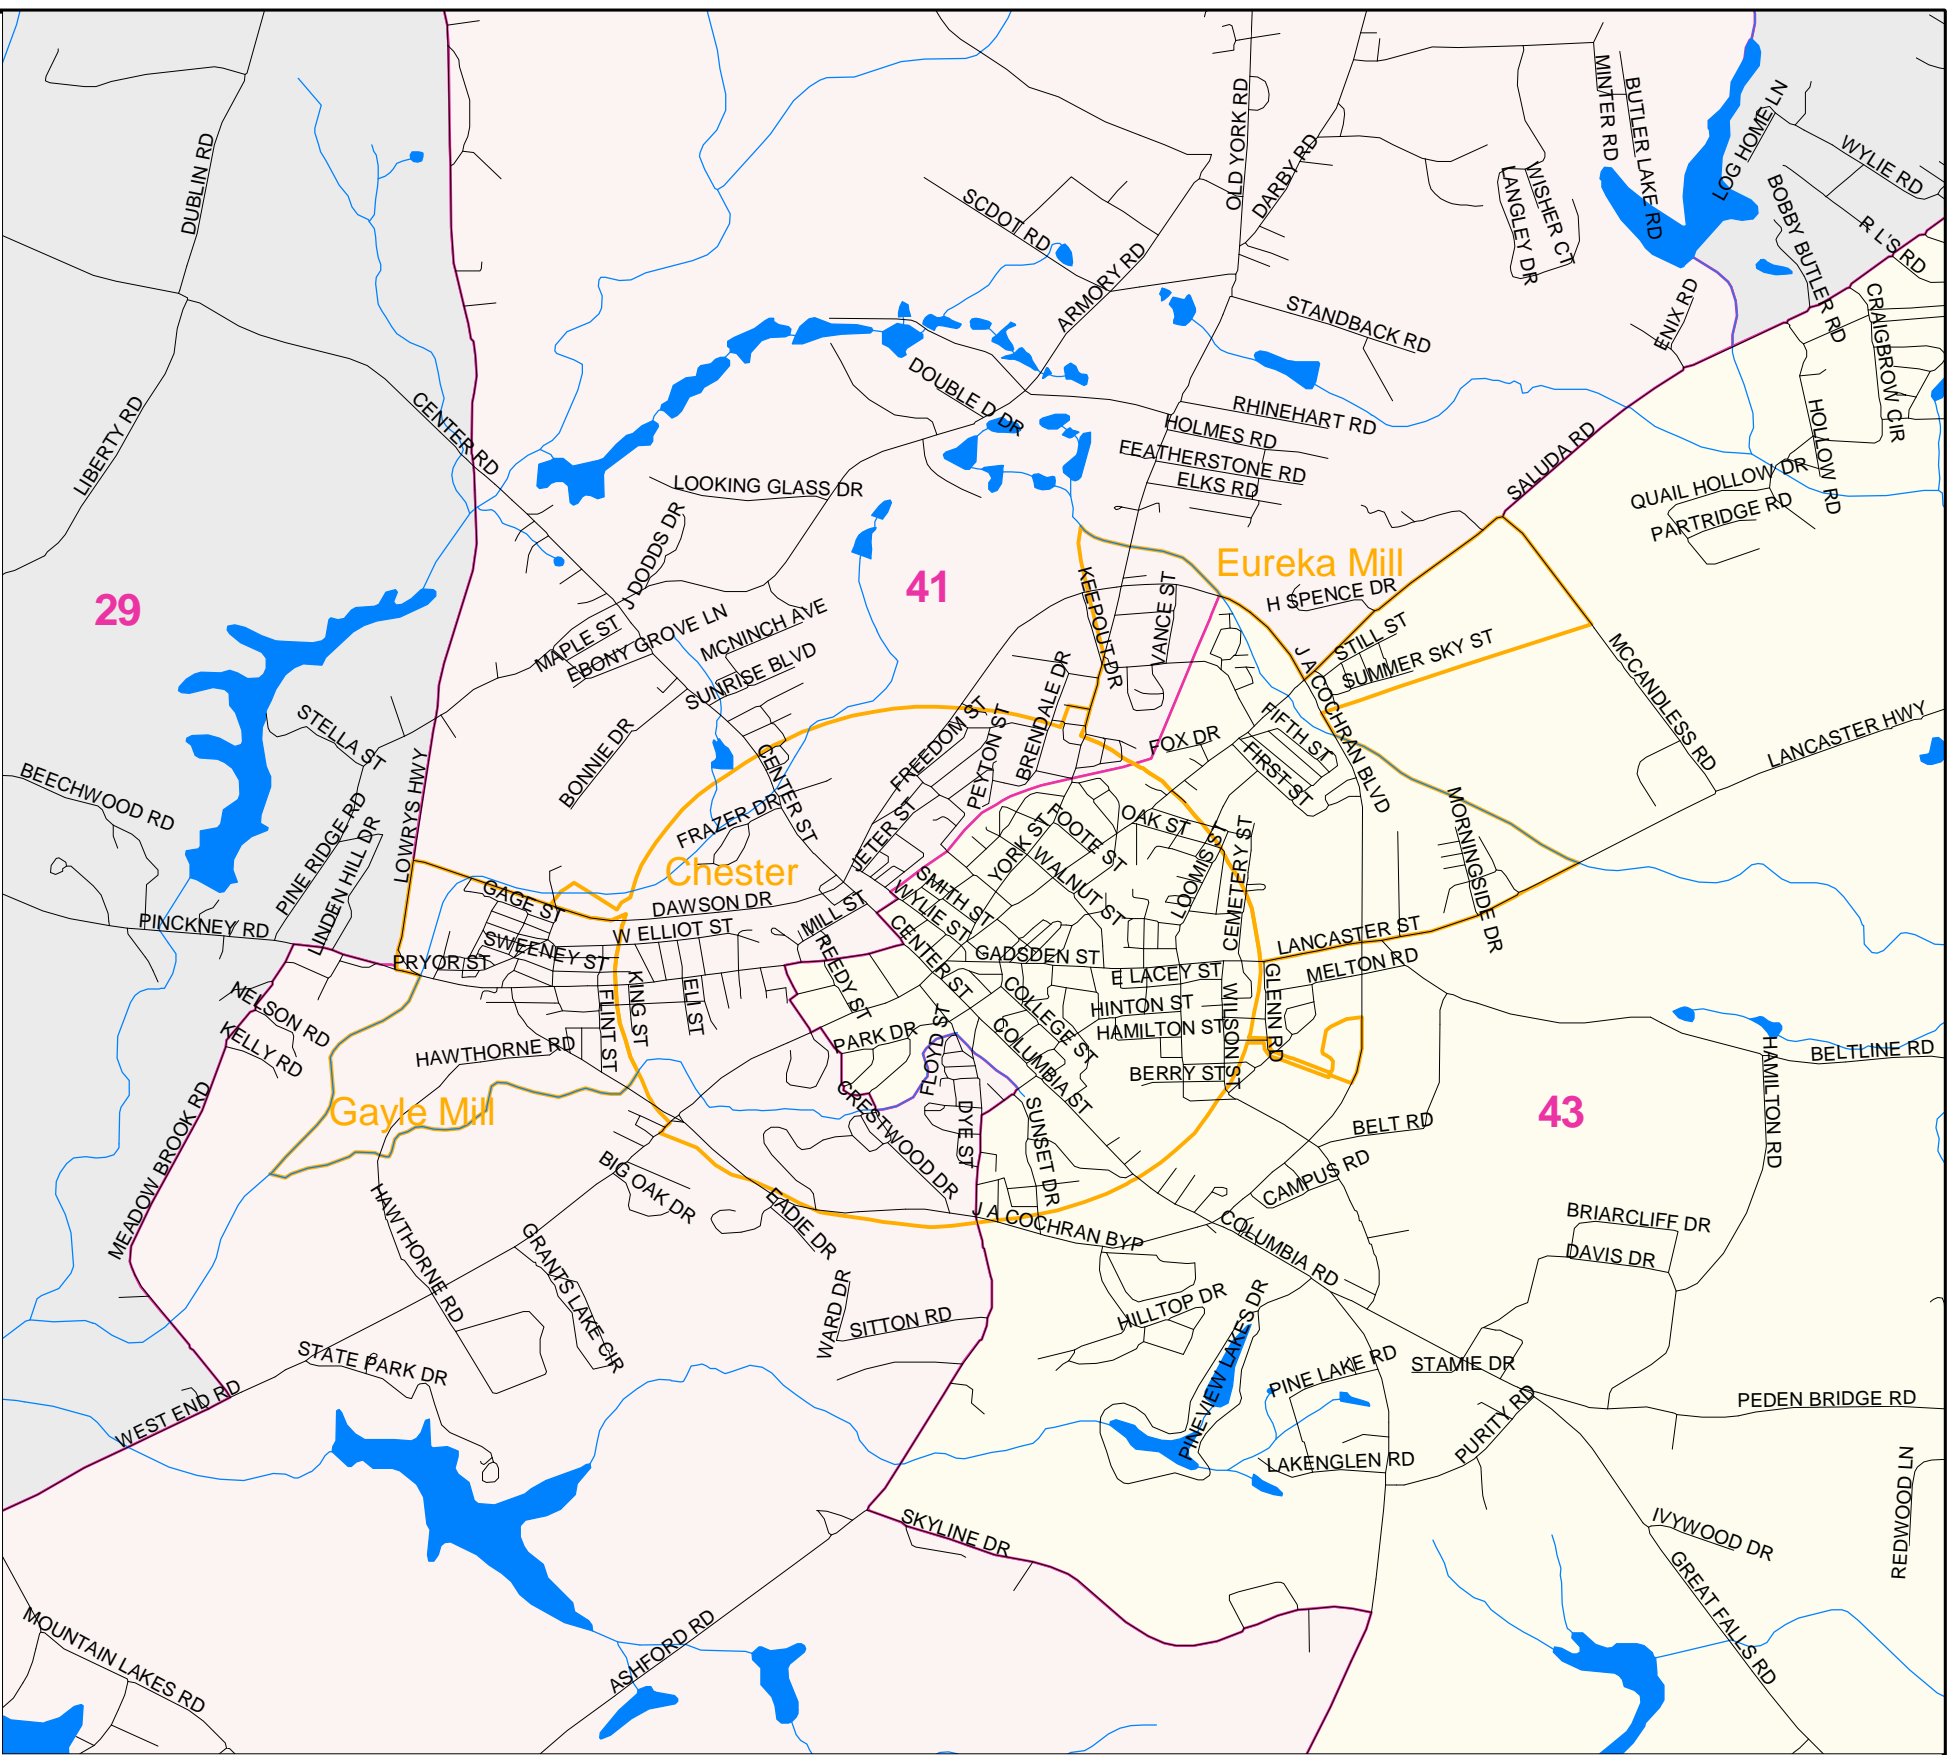 OLD YORK RD
DARBY RD
MINTER RD
BUTLER LAKE RD
LOG HOME LN
WYLIE RD
DUBLIN RD
SCDOT RD
ARMORY RD
LANGLEY DR
WISHER CT
BOBBY BUTLER RD
R L'S RD
STANDBACK RD
ENIX RD
CRAIGBROW CIR
LIBERTY RD
CENTER RD
DOUBLE D DR
RHINEHART RD
HOLMES RD
FEATHERSTONE RD
ELKS RD
SALUDA RD
HOLLOW RD
QUAIL HOLLOW DR
PARTRIDGE RD
LOOKING GLASS DR
J DODDS DR
29
41
Eureka Mill
H SPENCE DR
KEEPOUT DR
VANCE ST
MAPLE ST
EBONY GROVE LN
MCNINCH AVE
SUNRISE BLVD
STILL ST
SUMMER SKY ST
MCCANDLESS RD
J A COCHRAN BLVD
LANCASTER HWY
STELLA ST
BONNIE DR
FREEDOM ST
PEYTON ST
BRENDALE DR
FOX DR
FIFTH ST
FIRST ST
BEECHWOOD RD
LOWRYS HWY
PINE RIDGE RD
LINDEN HILL DR
CENTER ST
FRAZER DR
JETER ST
YORK ST
FOOTE ST
OAK ST
WALNUT ST
LOOMIS ST
CEMETERY ST
MORNINGSIDE DR
Chester
GAGE ST
DAWSON DR
W ELLIOT ST
MILL ST
SMITH ST
WYLIE ST
CENTER ST
PINCKNEY RD
PRYOR ST
SWEENEY ST
REEDY ST
GADSDEN ST
E LACEY ST
LANCASTER ST
MELTON RD
NELSON RD
KELLY RD
FLINT ST
KING ST
ELI ST
PARK DR
FLOYD ST
COLLEGE ST
COLUMBIA ST
HINTON ST
HAMILTON ST
WILSON ST
GLENN RD
BERRY ST
HAWTHORNE RD
HAMILTON RD
BELTLINE RD
Gayle Mill
CRESTWOOD DR
DYE ST
SUNSET DR
BELT RD
43
MEADOW BROOK RD
BIG OAK DR
EADIE DR
J A COCHRAN BYP
CAMPUS RD
COLUMBIA RD
BRIARCLIFF DR
DAVIS DR
HAWTHORNE RD
GRANTS LAKE CIR
WARD DR
SITTON RD
HILLTOP DR
PINEVIEW LAKES DR
STATE PARK DR
PINE LAKE RD
STAMIE DR
PEDEN BRIDGE RD
WEST END RD
PURITY RD
LAKENGLEN RD
REDWOOD LN
SKYLINE DR
IVYWOOD DR
GREAT FALLS RD
MOUNTAIN LAKES RD
ASHFORD RD